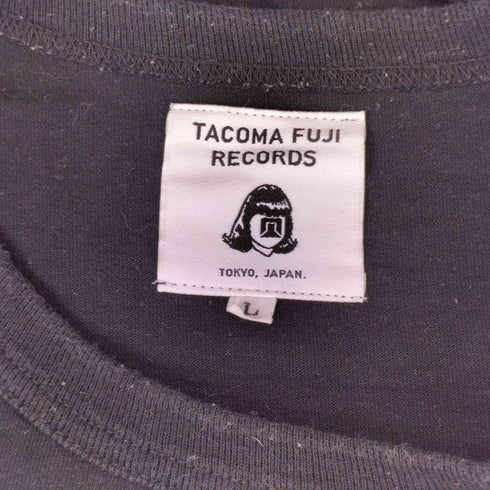 TACOMA FUJI
RECORDS
TOKYO, JAPAN.
L